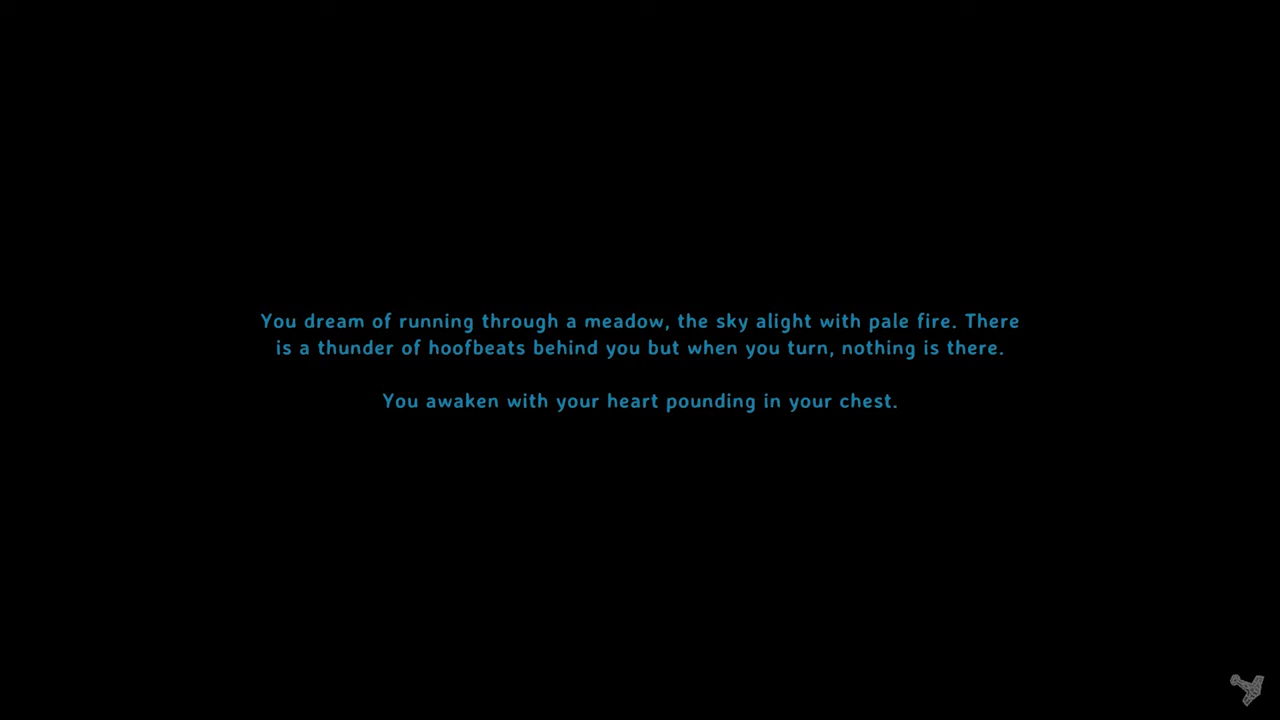 You dream of running through a meadow, the sky alight with pale fire. There
is a thunder of hoofbeats behind you but when you turn, nothing is there.
You awaken with your heart pounding in your chest.